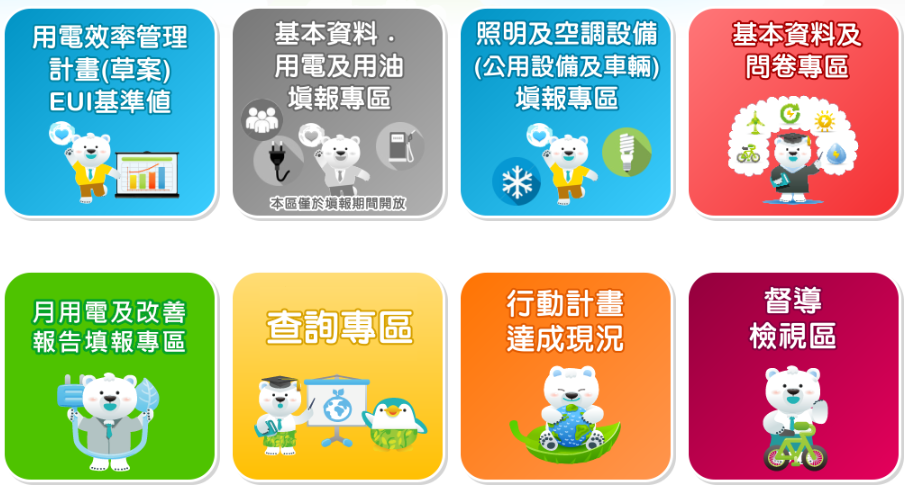 用電效率管理
計畫(草案)
EUI基準值
基本資料．
用電及用油
填報專區
本區僅於填報期間開放
照明及空調設備
(公用設備及車輛)
填報專區
基本資料及
問卷專區
月用電及改善
報告填報專區
查詢專區
行動計畫
達成現況
督導
檢視區